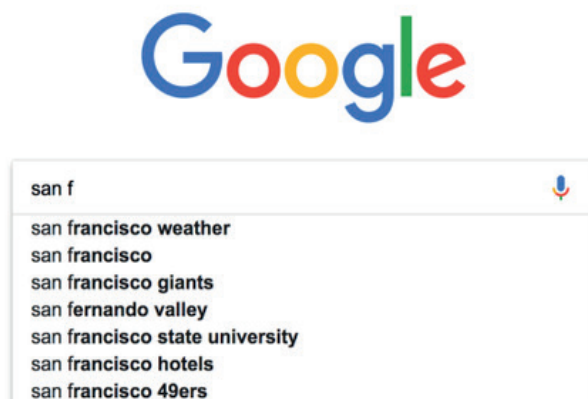 Google
san f
san francisco weather
san francisco
san francisco giants
san fernando valley
san francisco state university
san francisco hotels
san francisco 49ers